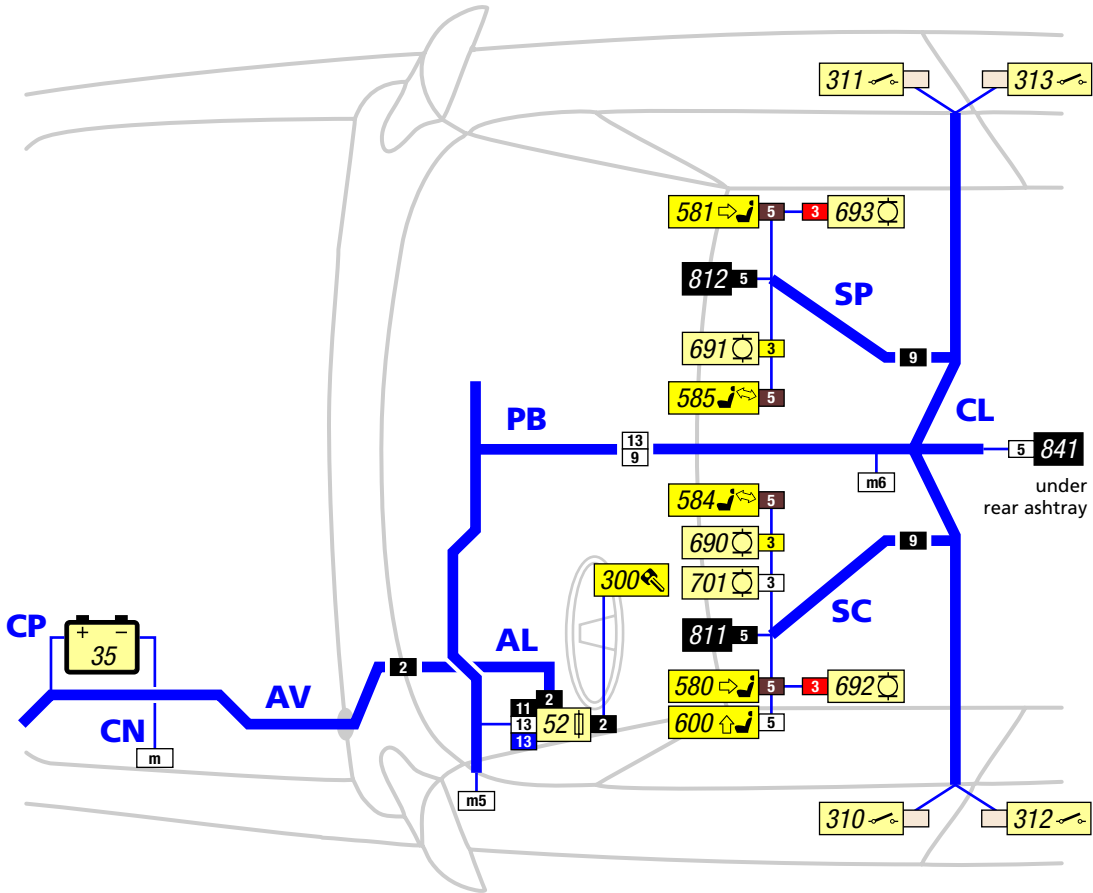 311 313
581 5 3 693
812 5
SP
691 3
9
585 5
CL
PB
13
9
5 841
m6
under
rear ashtray
584 5
690 3
9
300
701 3
SC
CP
+ −
35
811 5
AL
2
580 5 3 692
AV
2
11
13
13
52
2
600 5
CN
m
m5
310 312